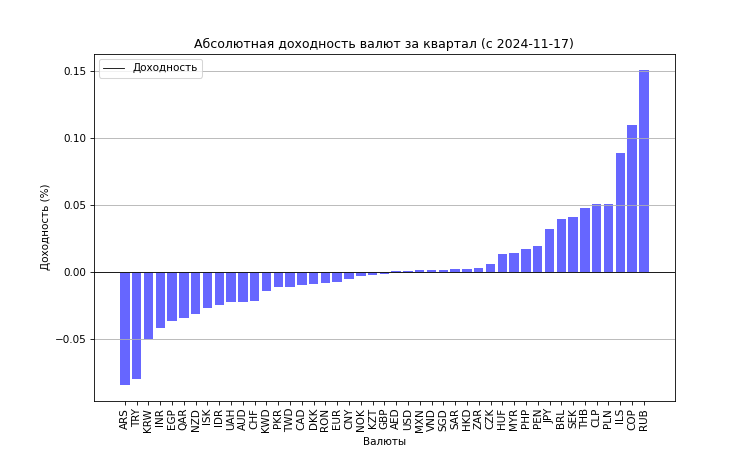 Абсолютная доходность валют за квартал (с 2024-11-17)
Доходность
0.15
0.10
0.05
0.00
−0.05
Доходность (%)
ARS TRY KRW INR EGP QAR NZD ISK IDR UAH AUD CHF KWD PKR TWD CAD DKK RON EUR CNY NOK KZT GBP AED USD MXN VND SGD SAR HKD ZAR CZK HUF MYR PHP PEN JPY BRL SEK THB CLP PLN ILS COP RUB
Валюты